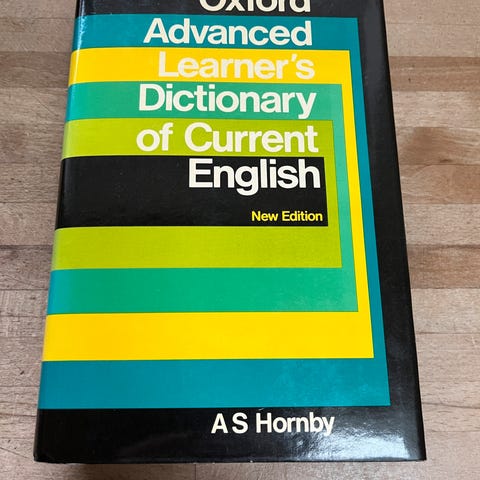 Oxford
Advanced
Learner's
Dictionary
of Current
English
New Edition
A S Hornby